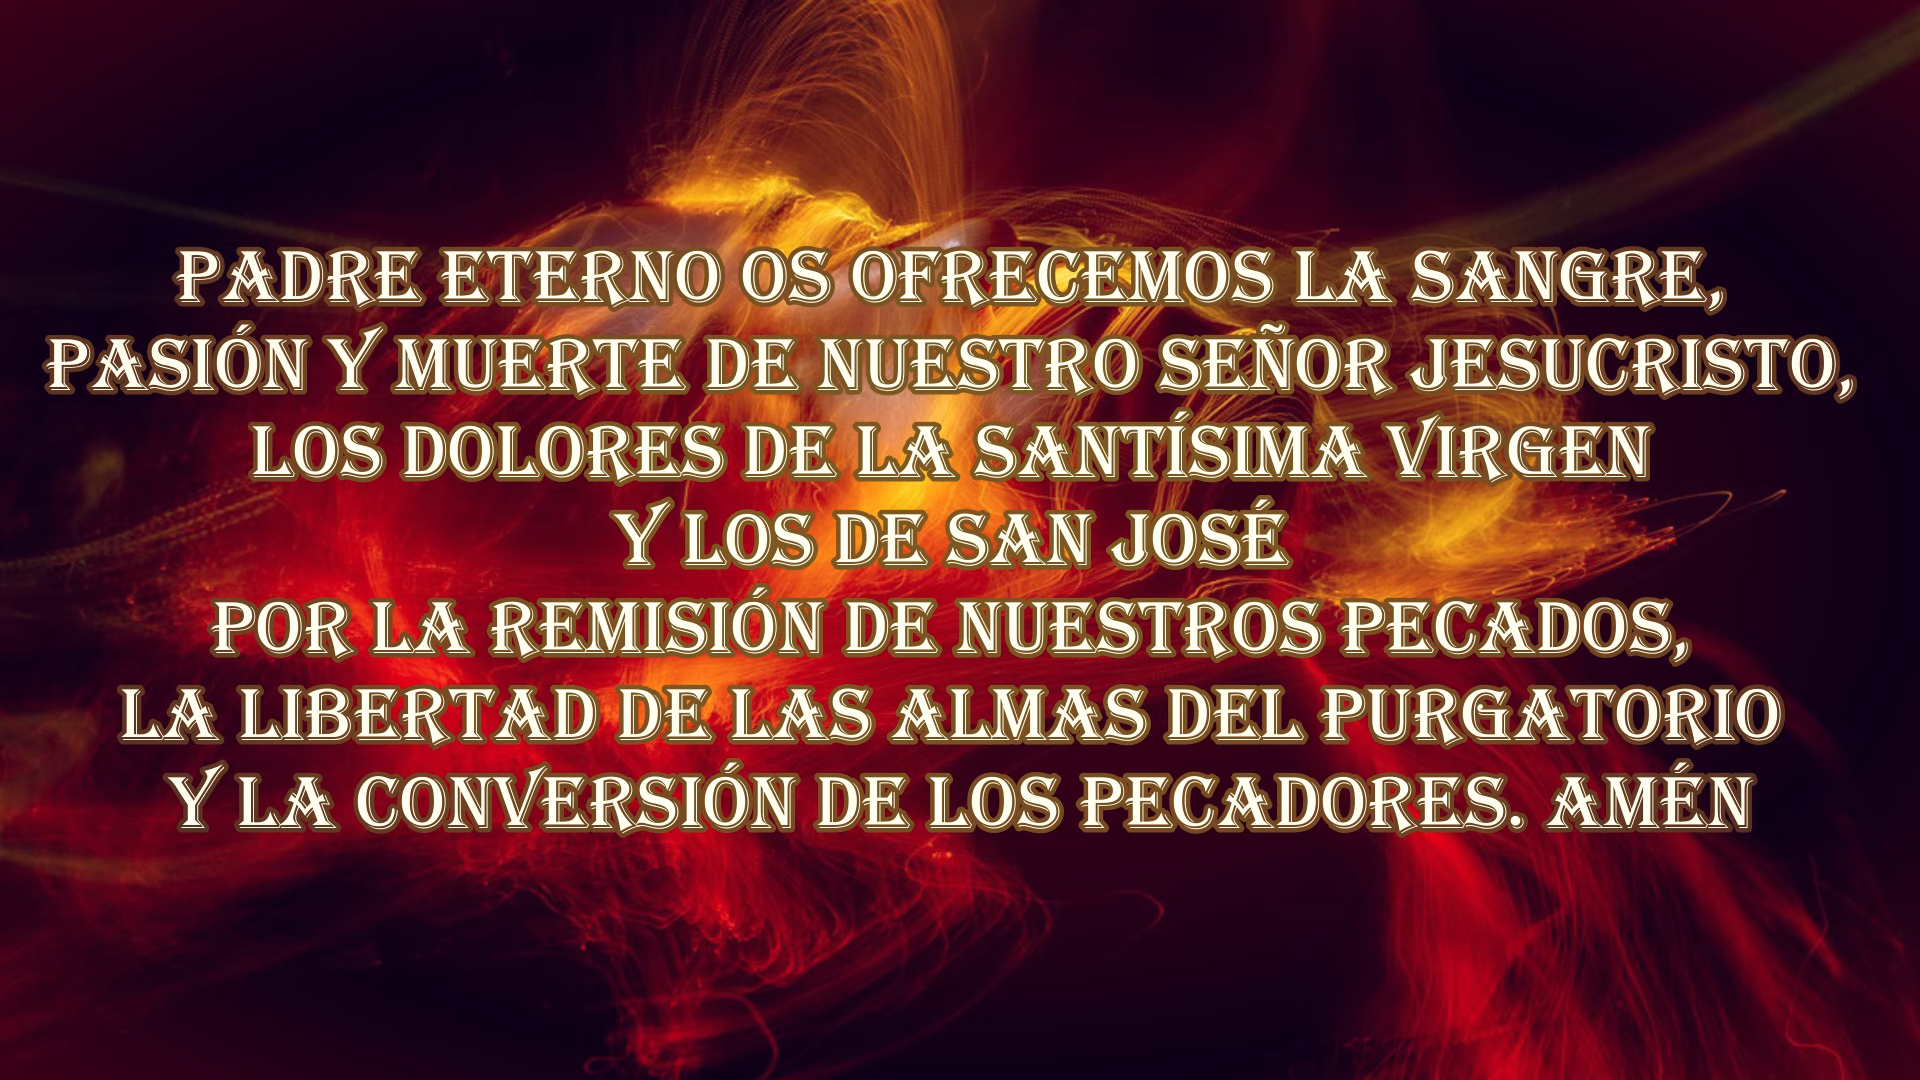 PADRE ETERNO OS OFRECEMOS LA SANGRE,
PASIÓN Y MUERTE DE NUESTRO SEÑOR JESUCRISTO,
LOS DOLORES DE LA SANTÍSIMA VIRGEN
Y LOS DE SAN JOSÉ
POR LA REMISIÓN DE NUESTROS PECADOS,
LA LIBERTAD DE LAS ALMAS DEL PURGATORIO
Y LA CONVERSIÓN DE LOS PECADORES. AMÉN